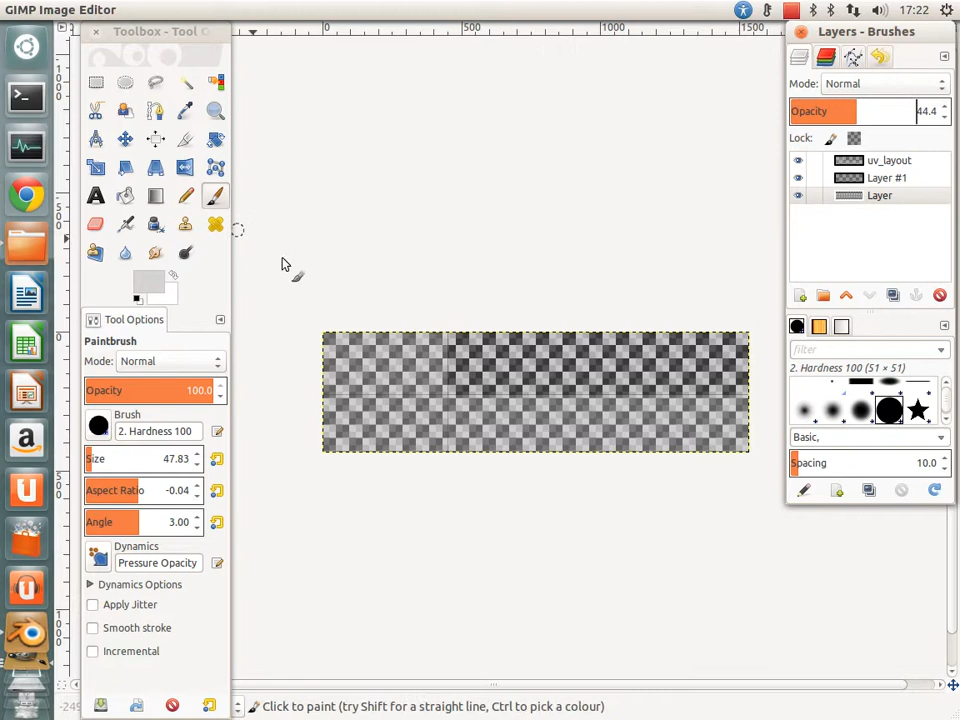 GIMP Image Editor
17:22
Toolbox - Tool O
Layers - Brushes
0
500
1000
1500
Mode: Normal
Opacity 44.4
Lock:
uv_layout
Layer #1
Layer
Tool Options
Paintbrush
Mode: Normal
Opacity 100.0
Brush
2. Hardness 100
Size 47.83
Aspect Ratio -0.04
Angle 3.00
Dynamics
Pressure Opacity
Dynamics Options
Apply Jitter
Smooth stroke
Incremental
filter
2. Hardness 100 (51 × 51)
Basic,
Spacing 10.0
Click to paint (try Shift for a straight line, Ctrl to pick a colour)